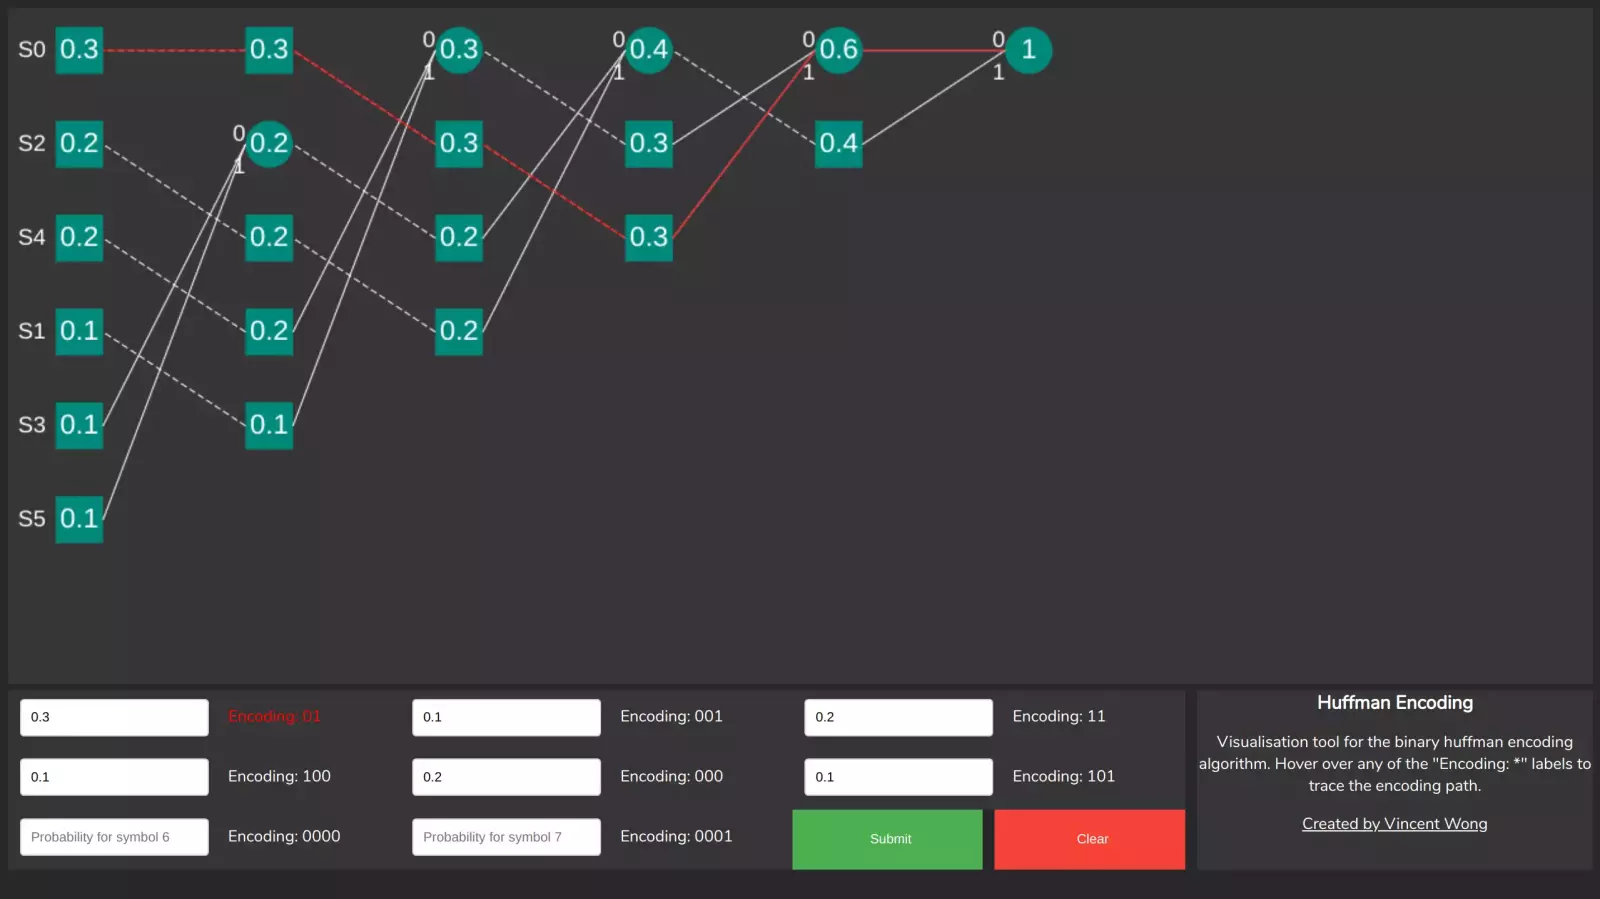 0 0 0 0
S0 0.3 0.3 0.3 0.4 0.6 1
1 1 1 1
0
S2 0.2 0.2 0.3 0.3 0.4
1
S4 0.2 0.2 0.2 0.3
S1 0.1 0.2 0.2
S3 0.1 0.1
S5 0.1
0.3 Encoding: 01 0.1 Encoding: 001 0.2 Encoding: 11
0.1 Encoding: 100 0.2 Encoding: 000 0.1 Encoding: 101
Probability for symbol 6 Encoding: 0000 Probability for symbol 7 Encoding: 0001 Submit Clear
Huffman Encoding
Visualisation tool for the binary huffman encoding
algorithm. Hover over any of the "Encoding: *" labels to
trace the encoding path.
Created by Vincent Wong